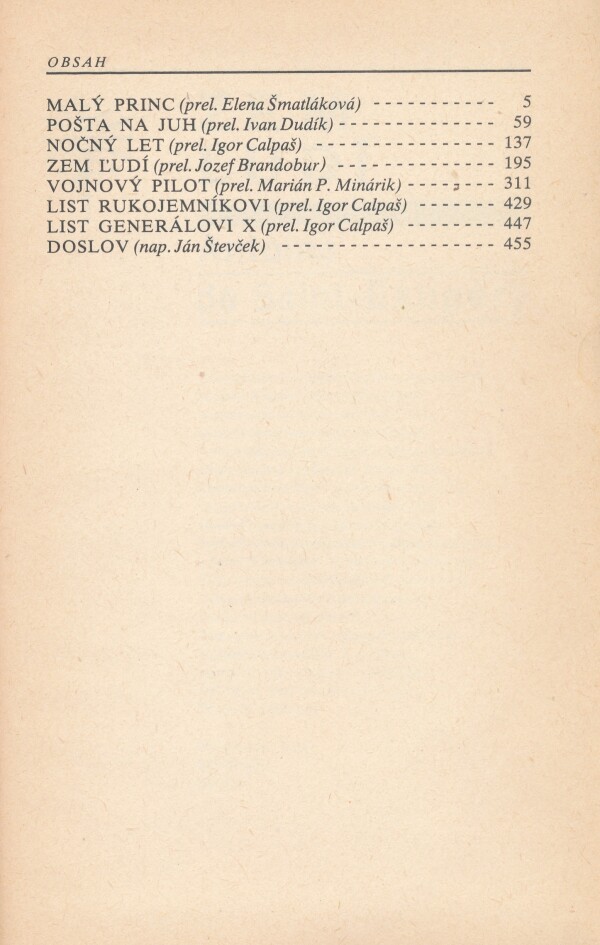 OBSAH
MALÝ PRINC (prel. Elena Šmatláková) ----------- 5
POŠTA NA JUH (prel. Ivan Dudík) -------------- 59
NOČNÝ LET (prel. Igor Calpaš) ---------------- 137
ZEM ĽUDÍ (prel. Jozef Brandobur) -------------- 195
VOJNOVÝ PILOT (prel. Marián P. Minárik) -------- 311
LIST RUKOJEMNÍKOVI (prel. Igor Calpaš) -------- 429
LIST GENERÁLOVI X (prel. Igor Calpaš) --------- 447
DOSLOV (nap. Ján Števček) ------------------- 455